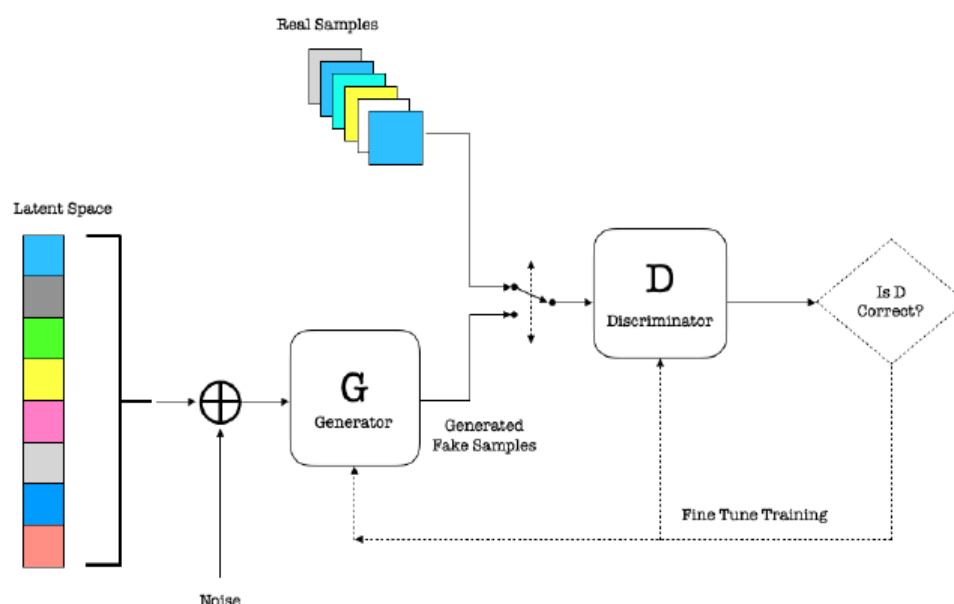 Real Samples
Latent Space
D
Discriminator
Is D
Correct?
G
Generator
Generated
Fake Samples
Fine Tune Training
Noise